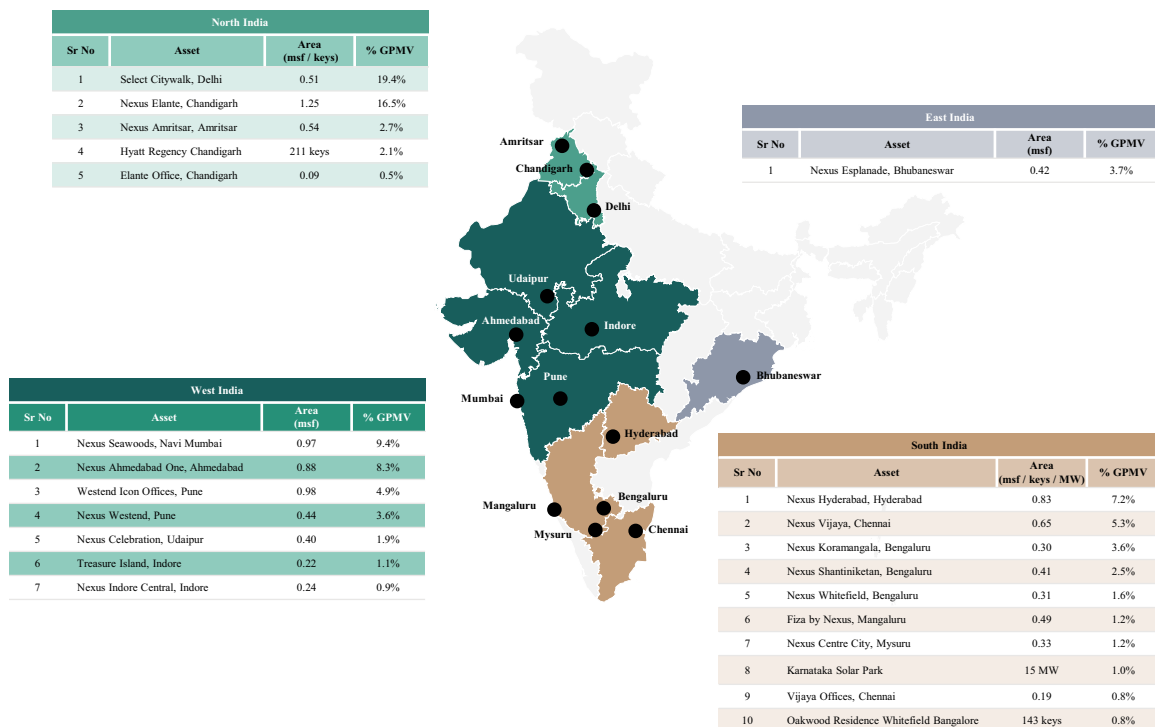 North India
Sr No Asset Area (msf / keys) % GPMV
1 Select Citywalk, Delhi 0.51 19.4%
2 Nexus Elante, Chandigarh 1.25 16.5%
3 Nexus Amritsar, Amritsar 0.54 2.7%
4 Hyatt Regency Chandigarh 211 keys 2.1%
5 Elante Office, Chandigarh 0.09 0.5%
East India
Sr No Asset Area (msf) % GPMV
1 Nexus Esplanade, Bhubaneswar 0.42 3.7%
Amritsar
Chandigarh
Delhi
Udaipur
Ahmedabad
Indore
Pune
Mumbai
Bhubaneswar
Hyderabad
Mangaluru
Bengaluru
Mysuru
Chennai
West India
Sr No Asset Area (msf) % GPMV
1 Nexus Seawoods, Navi Mumbai 0.97 9.4%
2 Nexus Ahmedabad One, Ahmedabad 0.88 8.3%
3 Westend Icon Offices, Pune 0.98 4.9%
4 Nexus Westend, Pune 0.44 3.6%
5 Nexus Celebration, Udaipur 0.40 1.9%
6 Treasure Island, Indore 0.22 1.1%
7 Nexus Indore Central, Indore 0.24 0.9%
South India
Sr No Asset Area (msf / keys / MW) % GPMV
1 Nexus Hyderabad, Hyderabad 0.83 7.2%
2 Nexus Vijaya, Chennai 0.65 5.3%
3 Nexus Koramangala, Bengaluru 0.30 3.6%
4 Nexus Shantiniketan, Bengaluru 0.41 2.5%
5 Nexus Whitefield, Bengaluru 0.31 1.6%
6 Fiza by Nexus, Mangaluru 0.49 1.2%
7 Nexus Centre City, Mysuru 0.33 1.2%
8 Karnataka Solar Park 15 MW 1.0%
9 Vijaya Offices, Chennai 0.19 0.8%
10 Oakwood Residence Whitefield Bangalore 143 keys 0.8%